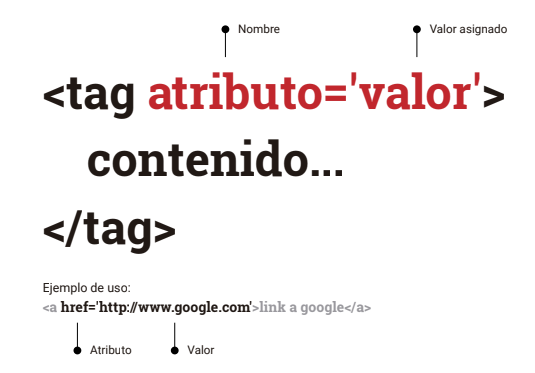 Nombre Valor asignado
<tag atributo='valor'>
contenido...
</tag>
Ejemplo de uso:
<a href='http://www.google.com'>link a google</a>
Atributo Valor